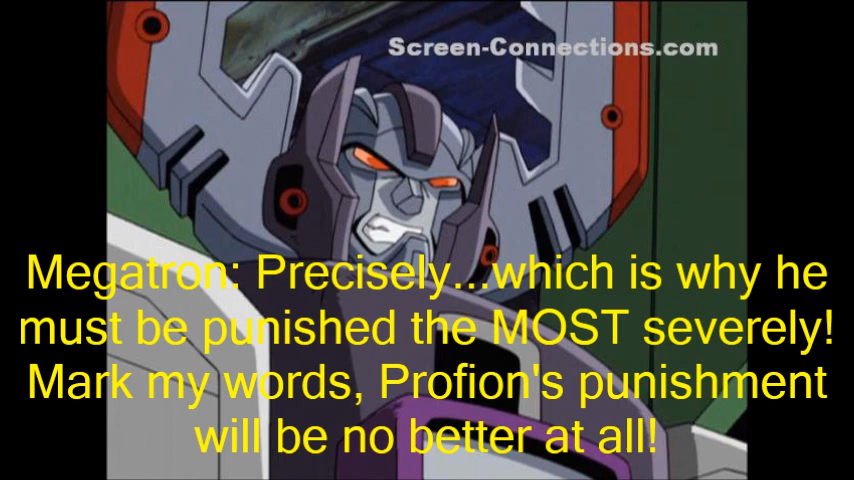 Screen-Connections.com
Megatron: Precisely...which is why he
must be punished the MOST severely!
Mark my words, Profion's punishment
will be no better at all!